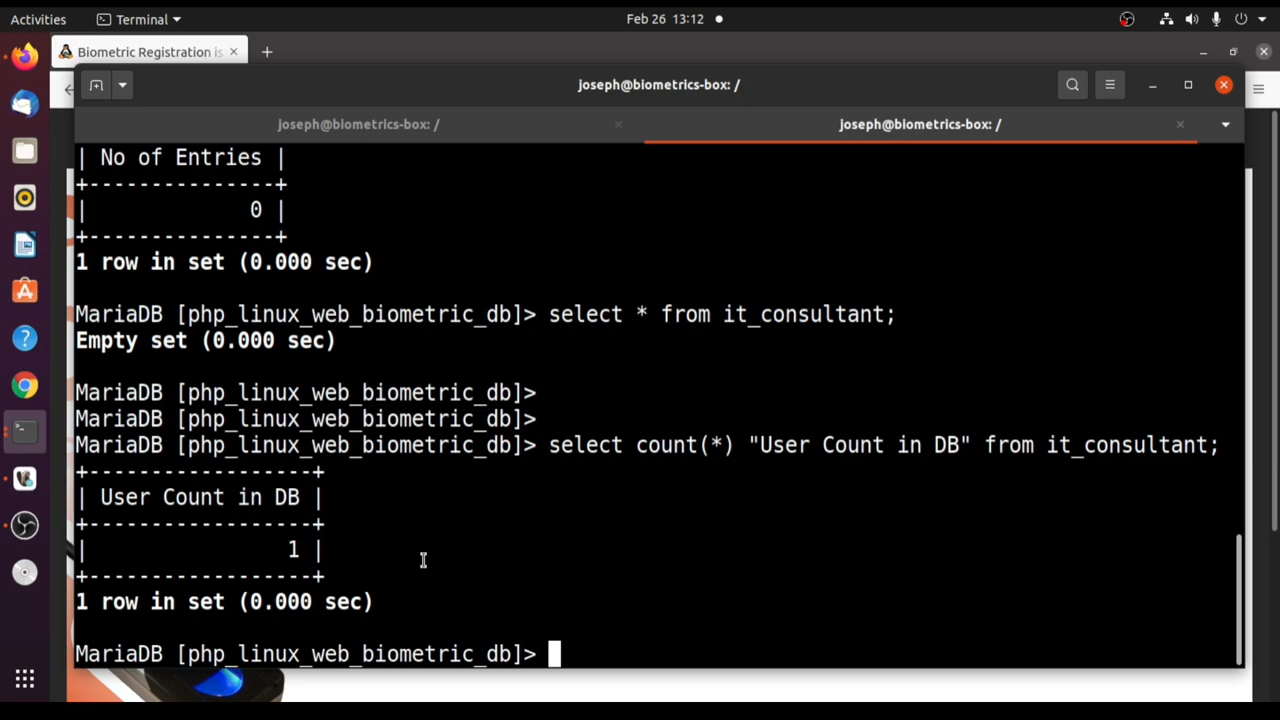 Activities
Terminal
Feb 26 13:12
Biometric Registration is
joseph@biometrics-box: /
joseph@biometrics-box: /
joseph@biometrics-box: /
| No of Entries |
+---------------+
| 0 |
+---------------+
1 row in set (0.000 sec)
MariaDB [php_linux_web_biometric_db]> select * from it_consultant;
Empty set (0.000 sec)
MariaDB [php_linux_web_biometric_db]>
MariaDB [php_linux_web_biometric_db]>
MariaDB [php_linux_web_biometric_db]> select count(*) "User Count in DB" from it_consultant;
+------------------+
| User Count in DB |
+------------------+
| 1 |
+------------------+
1 row in set (0.000 sec)
MariaDB [php_linux_web_biometric_db]>